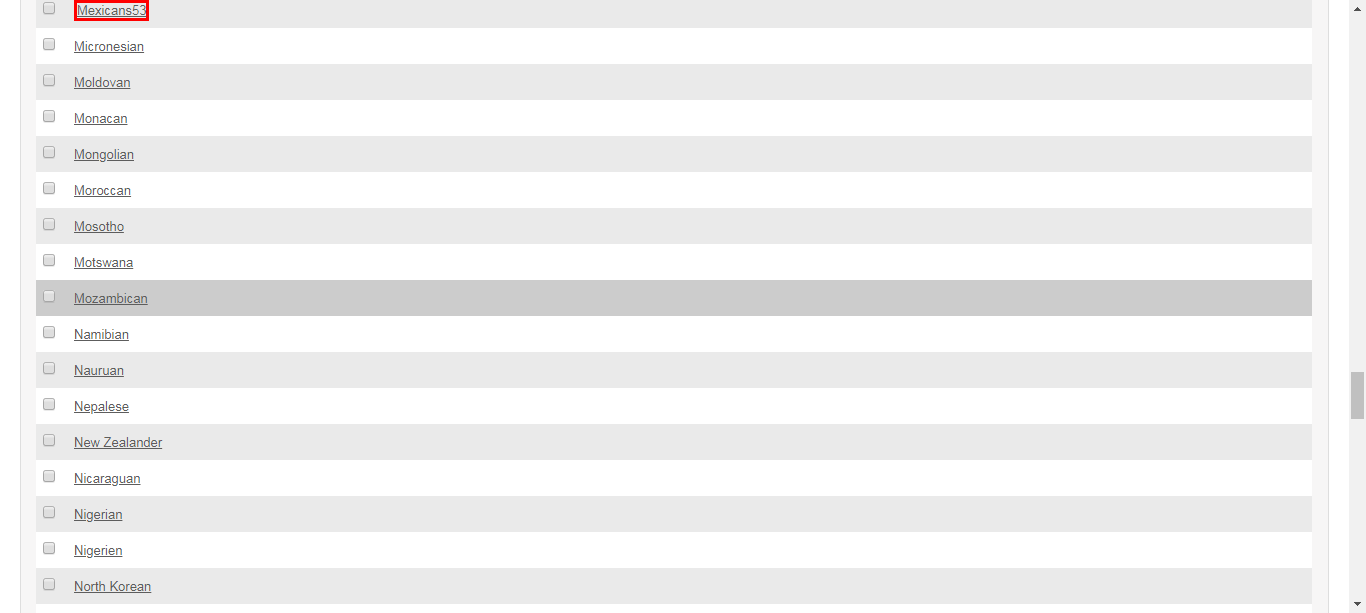 Mexicans53
Micronesian
Moldovan
Monacan
Mongolian
Moroccan
Mosotho
Motswana
Mozambican
Namibian
Nauruan
Nepalese
New Zealander
Nicaraguan
Nigerian
Nigerien
North Korean